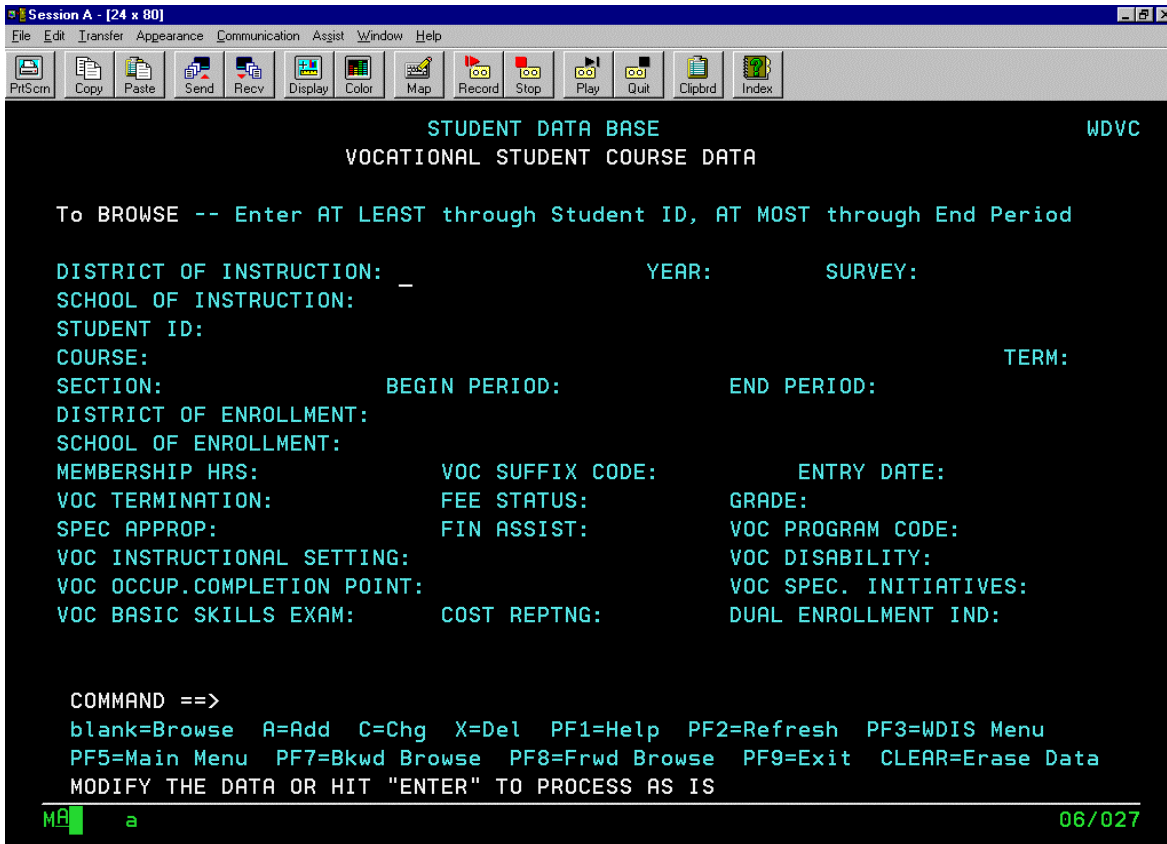 Session A - [24 x 80]
File Edit Transfer Appearance Communication Assist Window Help
PrtScrn Copy Paste Send Recv Display Color Map Record Stop Play Quit Clipbrd Index
STUDENT DATA BASE WDVC
VOCATIONAL STUDENT COURSE DATA
To BROWSE -- Enter AT LEAST through Student ID, AT MOST through End Period
DISTRICT OF INSTRUCTION: _ YEAR: SURVEY:
SCHOOL OF INSTRUCTION:
STUDENT ID:
COURSE: TERM:
SECTION: BEGIN PERIOD: END PERIOD:
DISTRICT OF ENROLLMENT:
SCHOOL OF ENROLLMENT:
MEMBERSHIP HRS: VOC SUFFIX CODE: ENTRY DATE:
VOC TERMINATION: FEE STATUS: GRADE:
SPEC APPROP: FIN ASSIST: VOC PROGRAM CODE:
VOC INSTRUCTIONAL SETTING: VOC DISABILITY:
VOC OCCUP.COMPLETION POINT: VOC SPEC. INITIATIVES:
VOC BASIC SKILLS EXAM: COST REPTNG: DUAL ENROLLMENT IND:
COMMAND ==>
blank=Browse A=Add C=Chg X=Del PF1=Help PF2=Refresh PF3=WDIS Menu
PF5=Main Menu PF7=Bkwd Browse PF8=Frwd Browse PF9=Exit CLEAR=Erase Data
MODIFY THE DATA OR HIT "ENTER" TO PROCESS AS IS
MA a 06/027